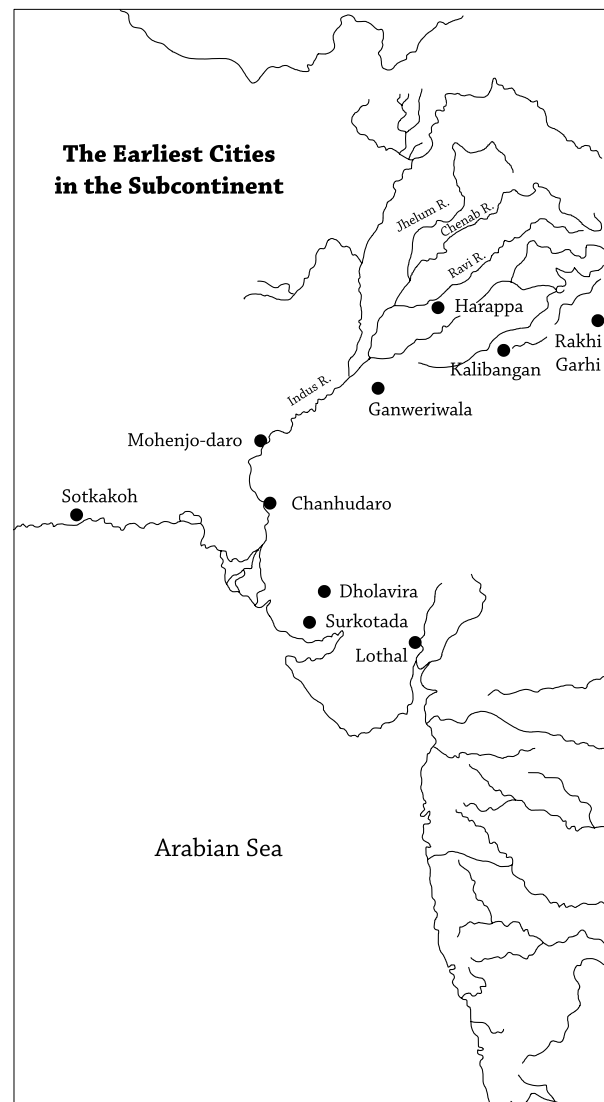 The Earliest Cities
in the Subcontinent
Jhelum R.
Chenab R.
Ravi R.
Harappa
Rakhi
Garhi
Kalibangan
Indus R.
Ganweriwala
Mohenjo-daro
Sotkakoh
Chanhudaro
Dholavira
Surkotada
Lothal
Arabian Sea